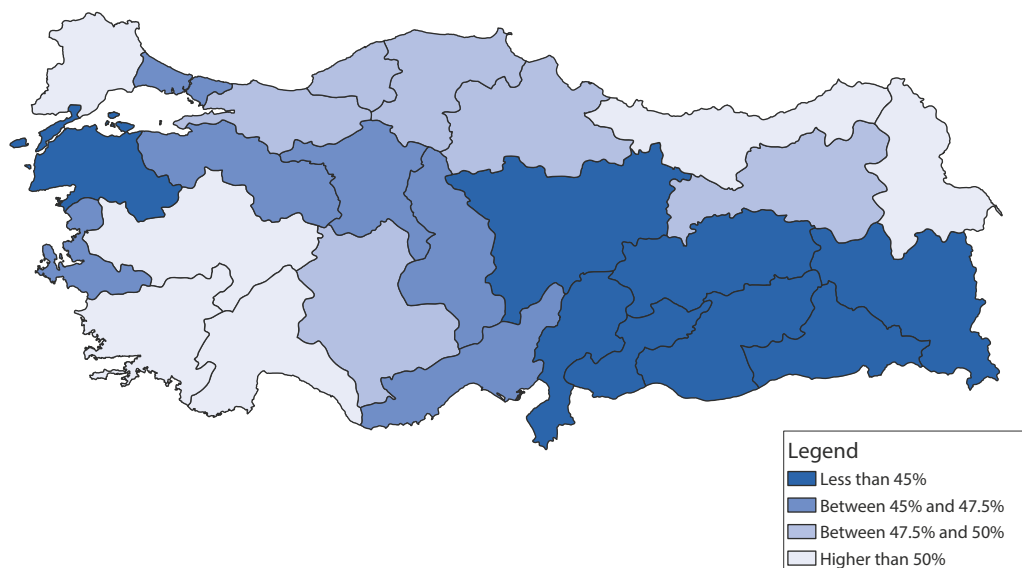 Legend
Less than 45%
Between 45% and 47.5%
Between 47.5% and 50%
Higher than 50%